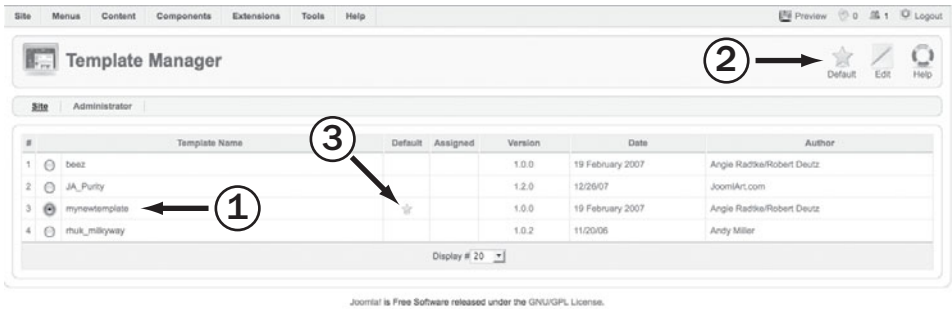 Site Menus Content Components Extensions Tools Help Preview 0 1 Logout
Template Manager
2
Default Edit Help
Site Administrator
3
# Template Name Default Assigned Version Date Author
1 beez 1.0.0 19 February 2007 Angie Radtke/Robert Deutz
2 JA_Purity 1.2.0 12/26/07 JoomlArt.com
3 mynewtemplate 1 1.0.0 19 February 2007 Angie Radtke/Robert Deutz
4 rhuk_milkyway 1.0.2 11/20/06 Andy Miller
Display # 20
Joomla! is Free Software released under the GNU/GPL License.